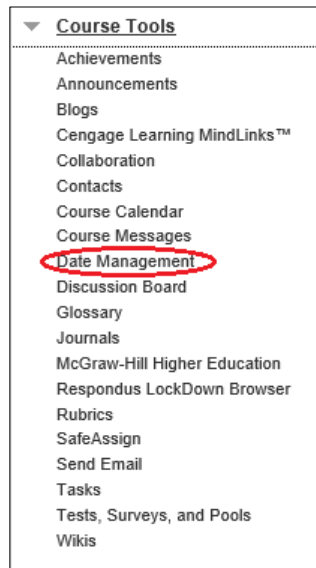 Course Tools
Achievements
Announcements
Blogs
Cengage Learning MindLinks™
Collaboration
Contacts
Course Calendar
Course Messages
Date Management
Discussion Board
Glossary
Journals
McGraw-Hill Higher Education
Respondus LockDown Browser
Rubrics
SafeAssign
Send Email
Tasks
Tests, Surveys, and Pools
Wikis